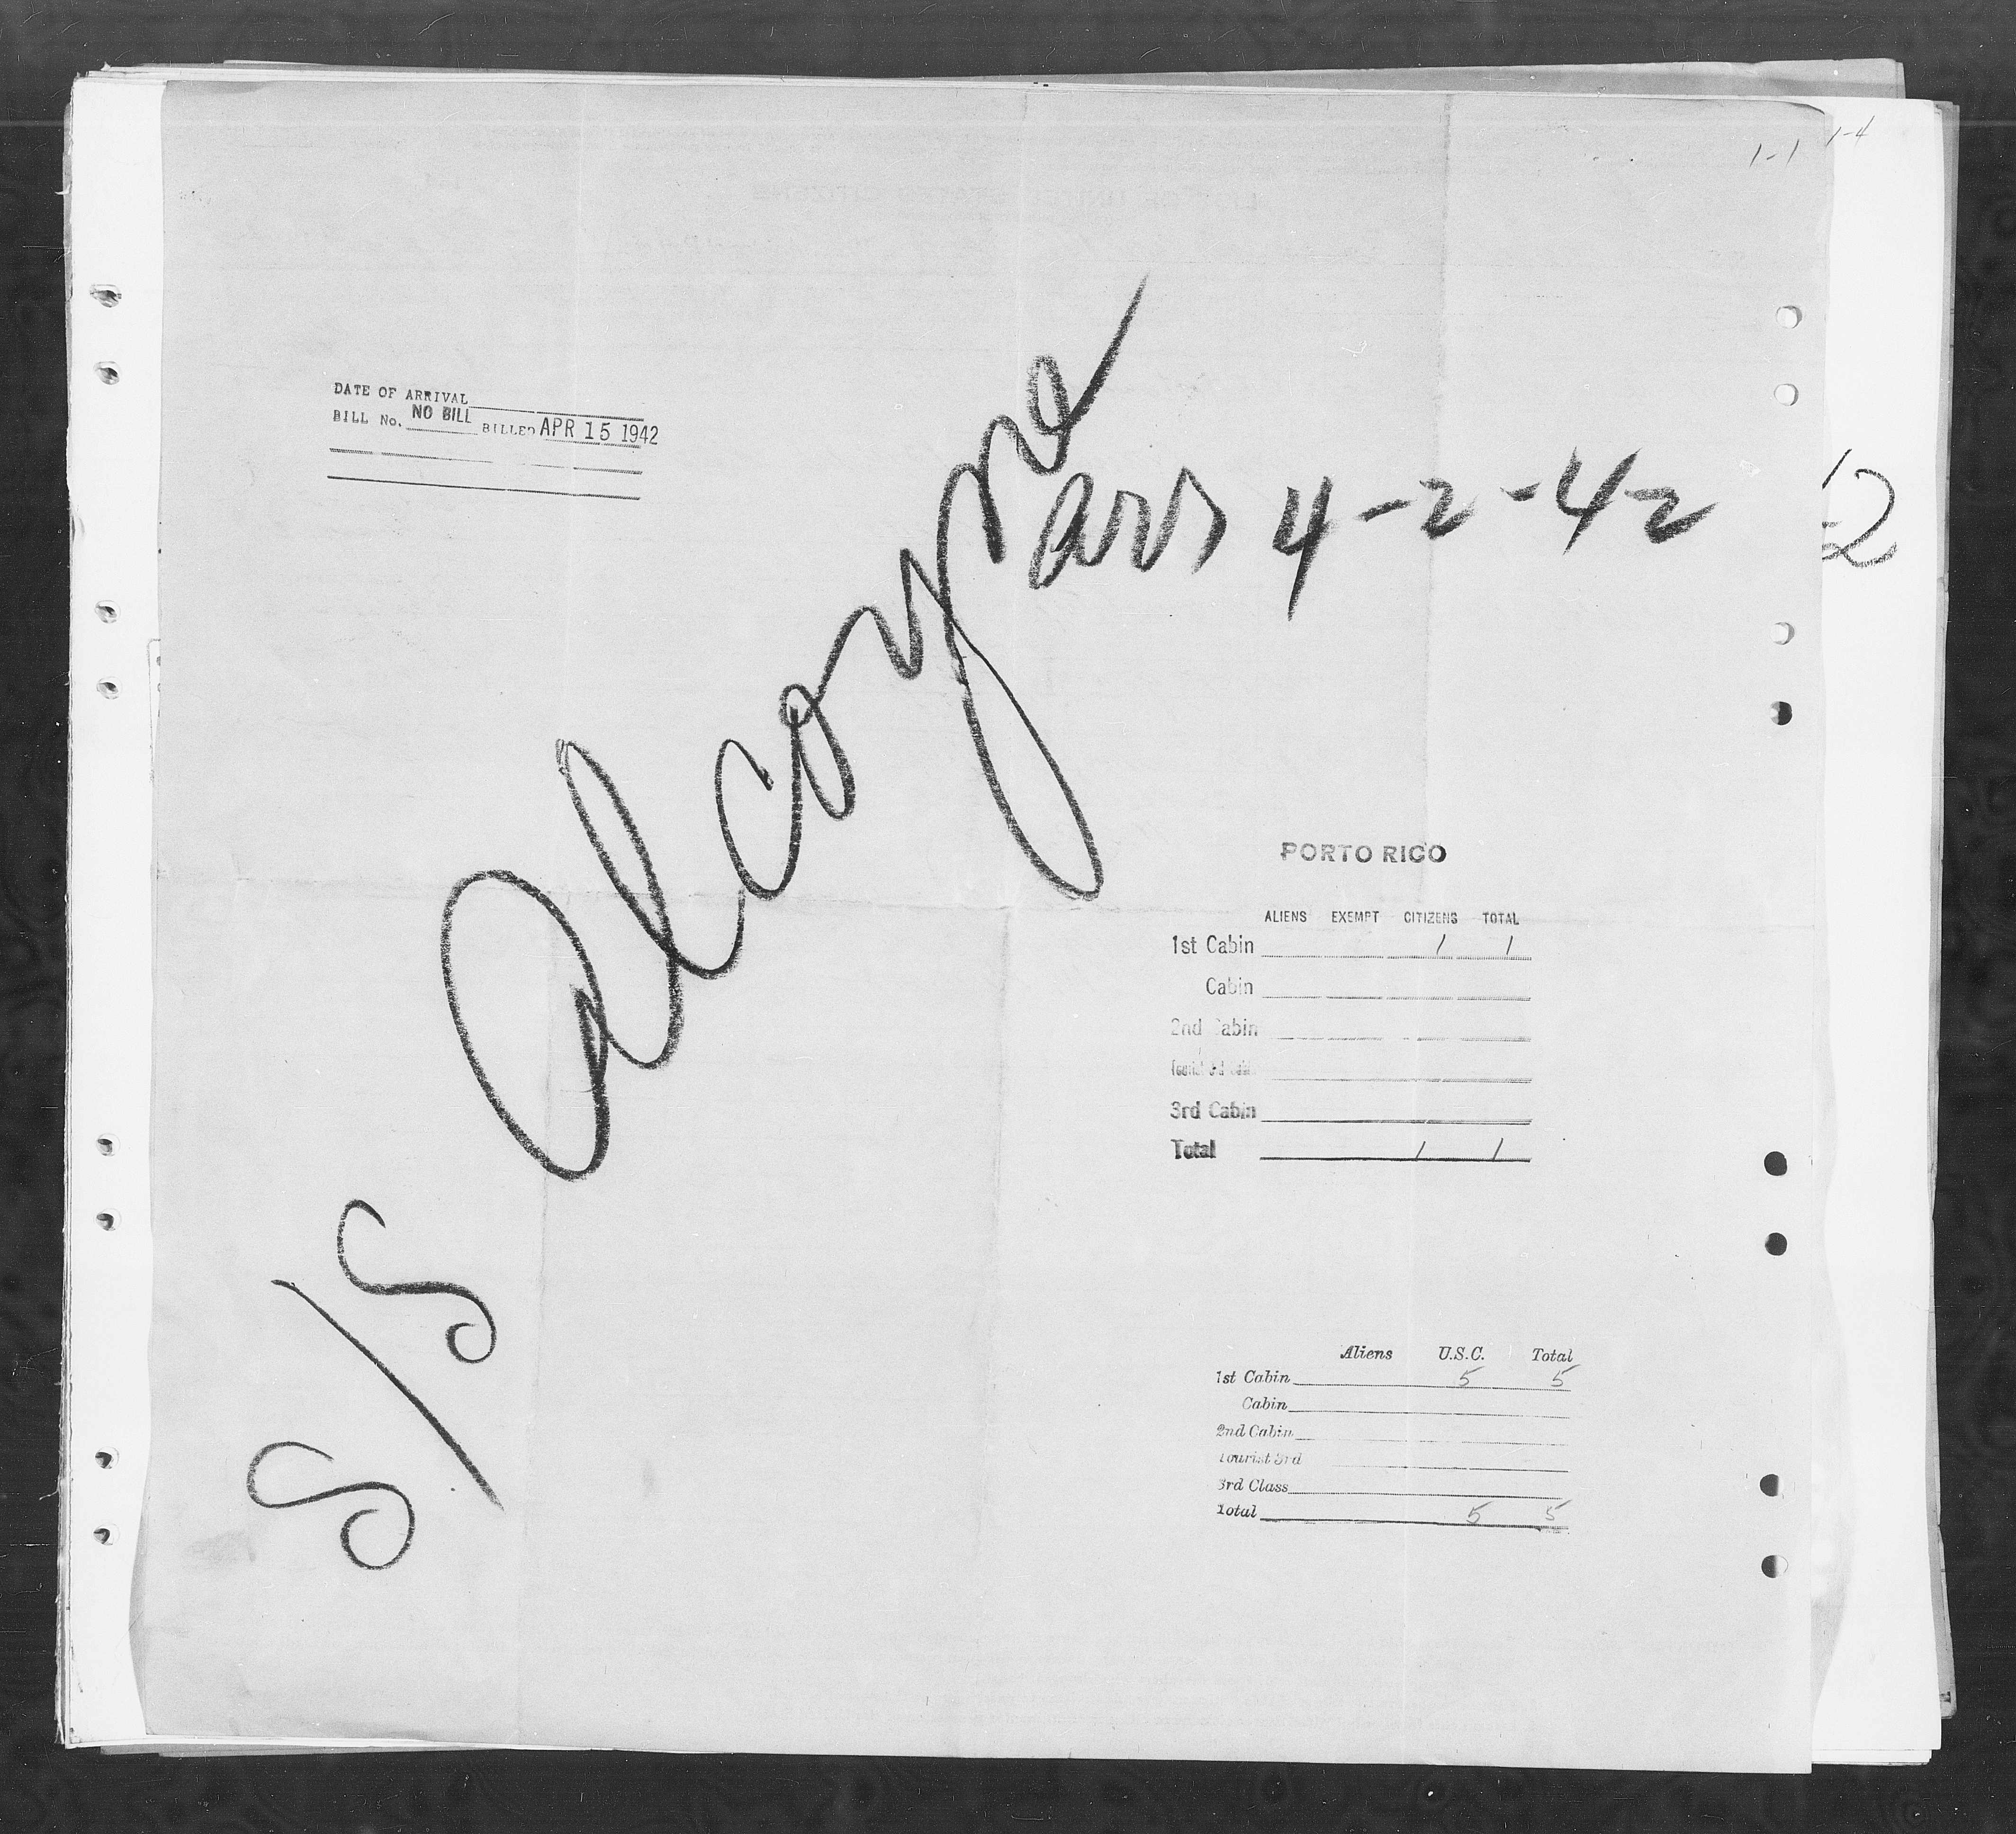 1-1 1-4
DATE OF ARRIVAL
BILL No. NO BILL BILLED APR 15 1942
S/S Alcoyne
arr 4-2-42
2
PORTO RICO
ALIENS EXEMPT CITIZENS TOTAL
1st Cabin 1 1
Cabin
2nd Cabin
3rd Cabin
Total 1 1
Aliens U.S.C. Total
1st Cabin 5 5
Cabin
2nd Cabin
Tourist 3rd
3rd Class
Total 5 5